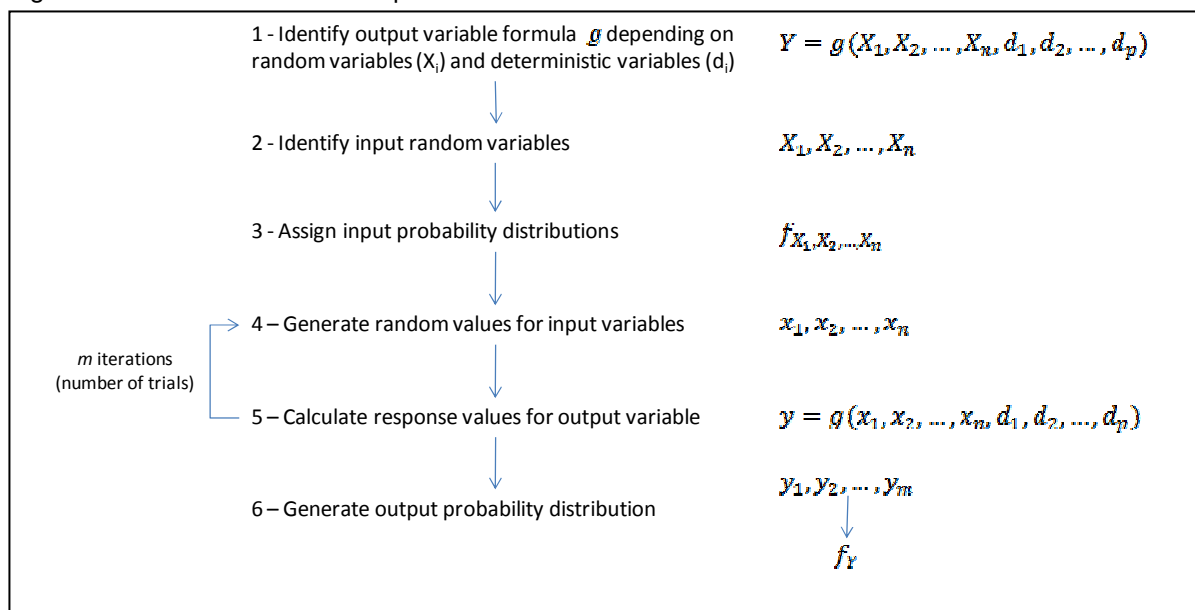 1 - Identify output variable formula g depending on
random variables (Xᵢ) and deterministic variables (dᵢ)
Y = g(X₁, X₂, ..., Xₙ, d₁, d₂, ..., dₚ)
2 - Identify input random variables
X₁, X₂, ..., Xₙ
3 - Assign input probability distributions
f_{X₁,X₂,...Xₙ}
4 – Generate random values for input variables
x₁, x₂, ..., xₙ
m iterations
(number of trials)
5 – Calculate response values for output variable
y = g(x₁, x₂, ..., xₙ, d₁, d₂, ..., dₚ)
y₁, y₂, ..., yₘ
6 – Generate output probability distribution
f_Y